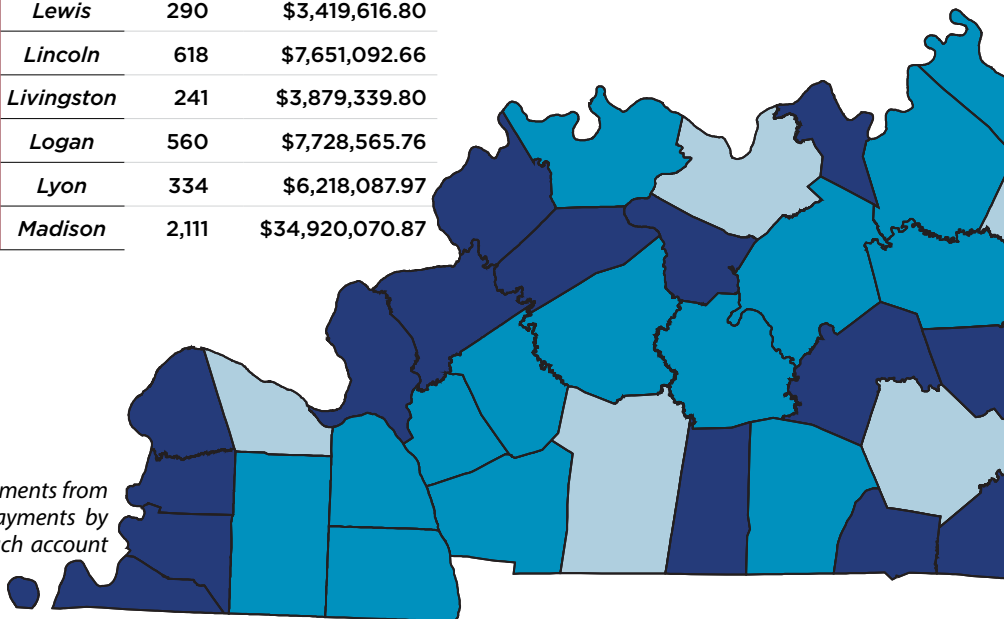 Lewis 290 $3,419,616.80
Lincoln 618 $7,651,092.66
Livingston 241 $3,879,339.80
Logan 560 $7,728,565.76
Lyon 334 $6,218,087.97
Madison 2,111 $34,920,070.87
ments from
ayments by
ch account